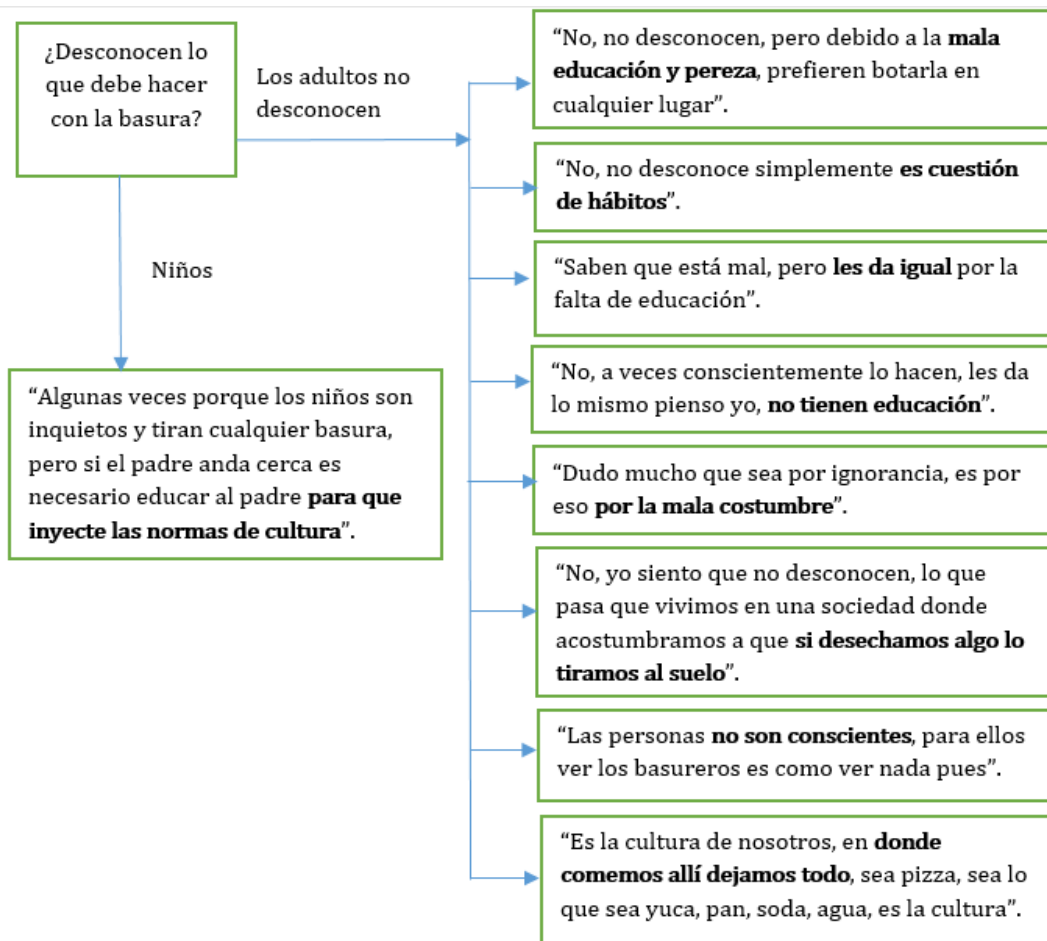 ¿Desconocen lo
que debe hacer
con la basura?
Los adultos no
desconocen
Niños
“Algunas veces porque los niños son
inquietos y tiran cualquier basura,
pero si el padre anda cerca es
necesario educar al padre para que
inyecte las normas de cultura”.
“No, no desconocen, pero debido a la mala
educación y pereza, prefieren botarla en
cualquier lugar”.
“No, no desconoce simplemente es cuestión
de hábitos”.
“Saben que está mal, pero les da igual por la
falta de educación”.
“No, a veces conscientemente lo hacen, les da
lo mismo pienso yo, no tienen educación”.
“Dudo mucho que sea por ignorancia, es por
eso por la mala costumbre”.
“No, yo siento que no desconocen, lo que
pasa que vivimos en una sociedad donde
acostumbramos a que si desechamos algo lo
tiramos al suelo”.
“Las personas no son conscientes, para ellos
ver los basureros es como ver nada pues”.
“Es la cultura de nosotros, en donde
comemos allí dejamos todo, sea pizza, sea lo
que sea yuca, pan, soda, agua, es la cultura”.